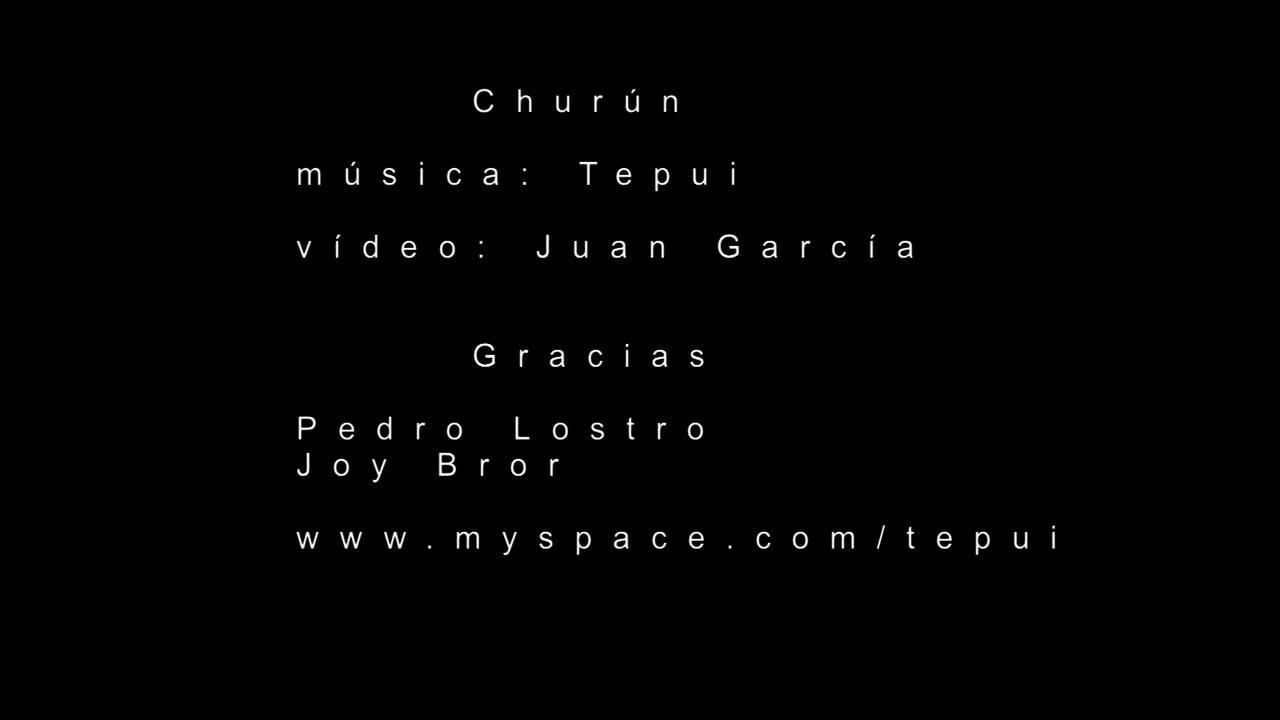 Churún
música: Tepui
vídeo: Juan García
Gracias
Pedro Lostro
Joy Bror
www.myspace.com/tepui